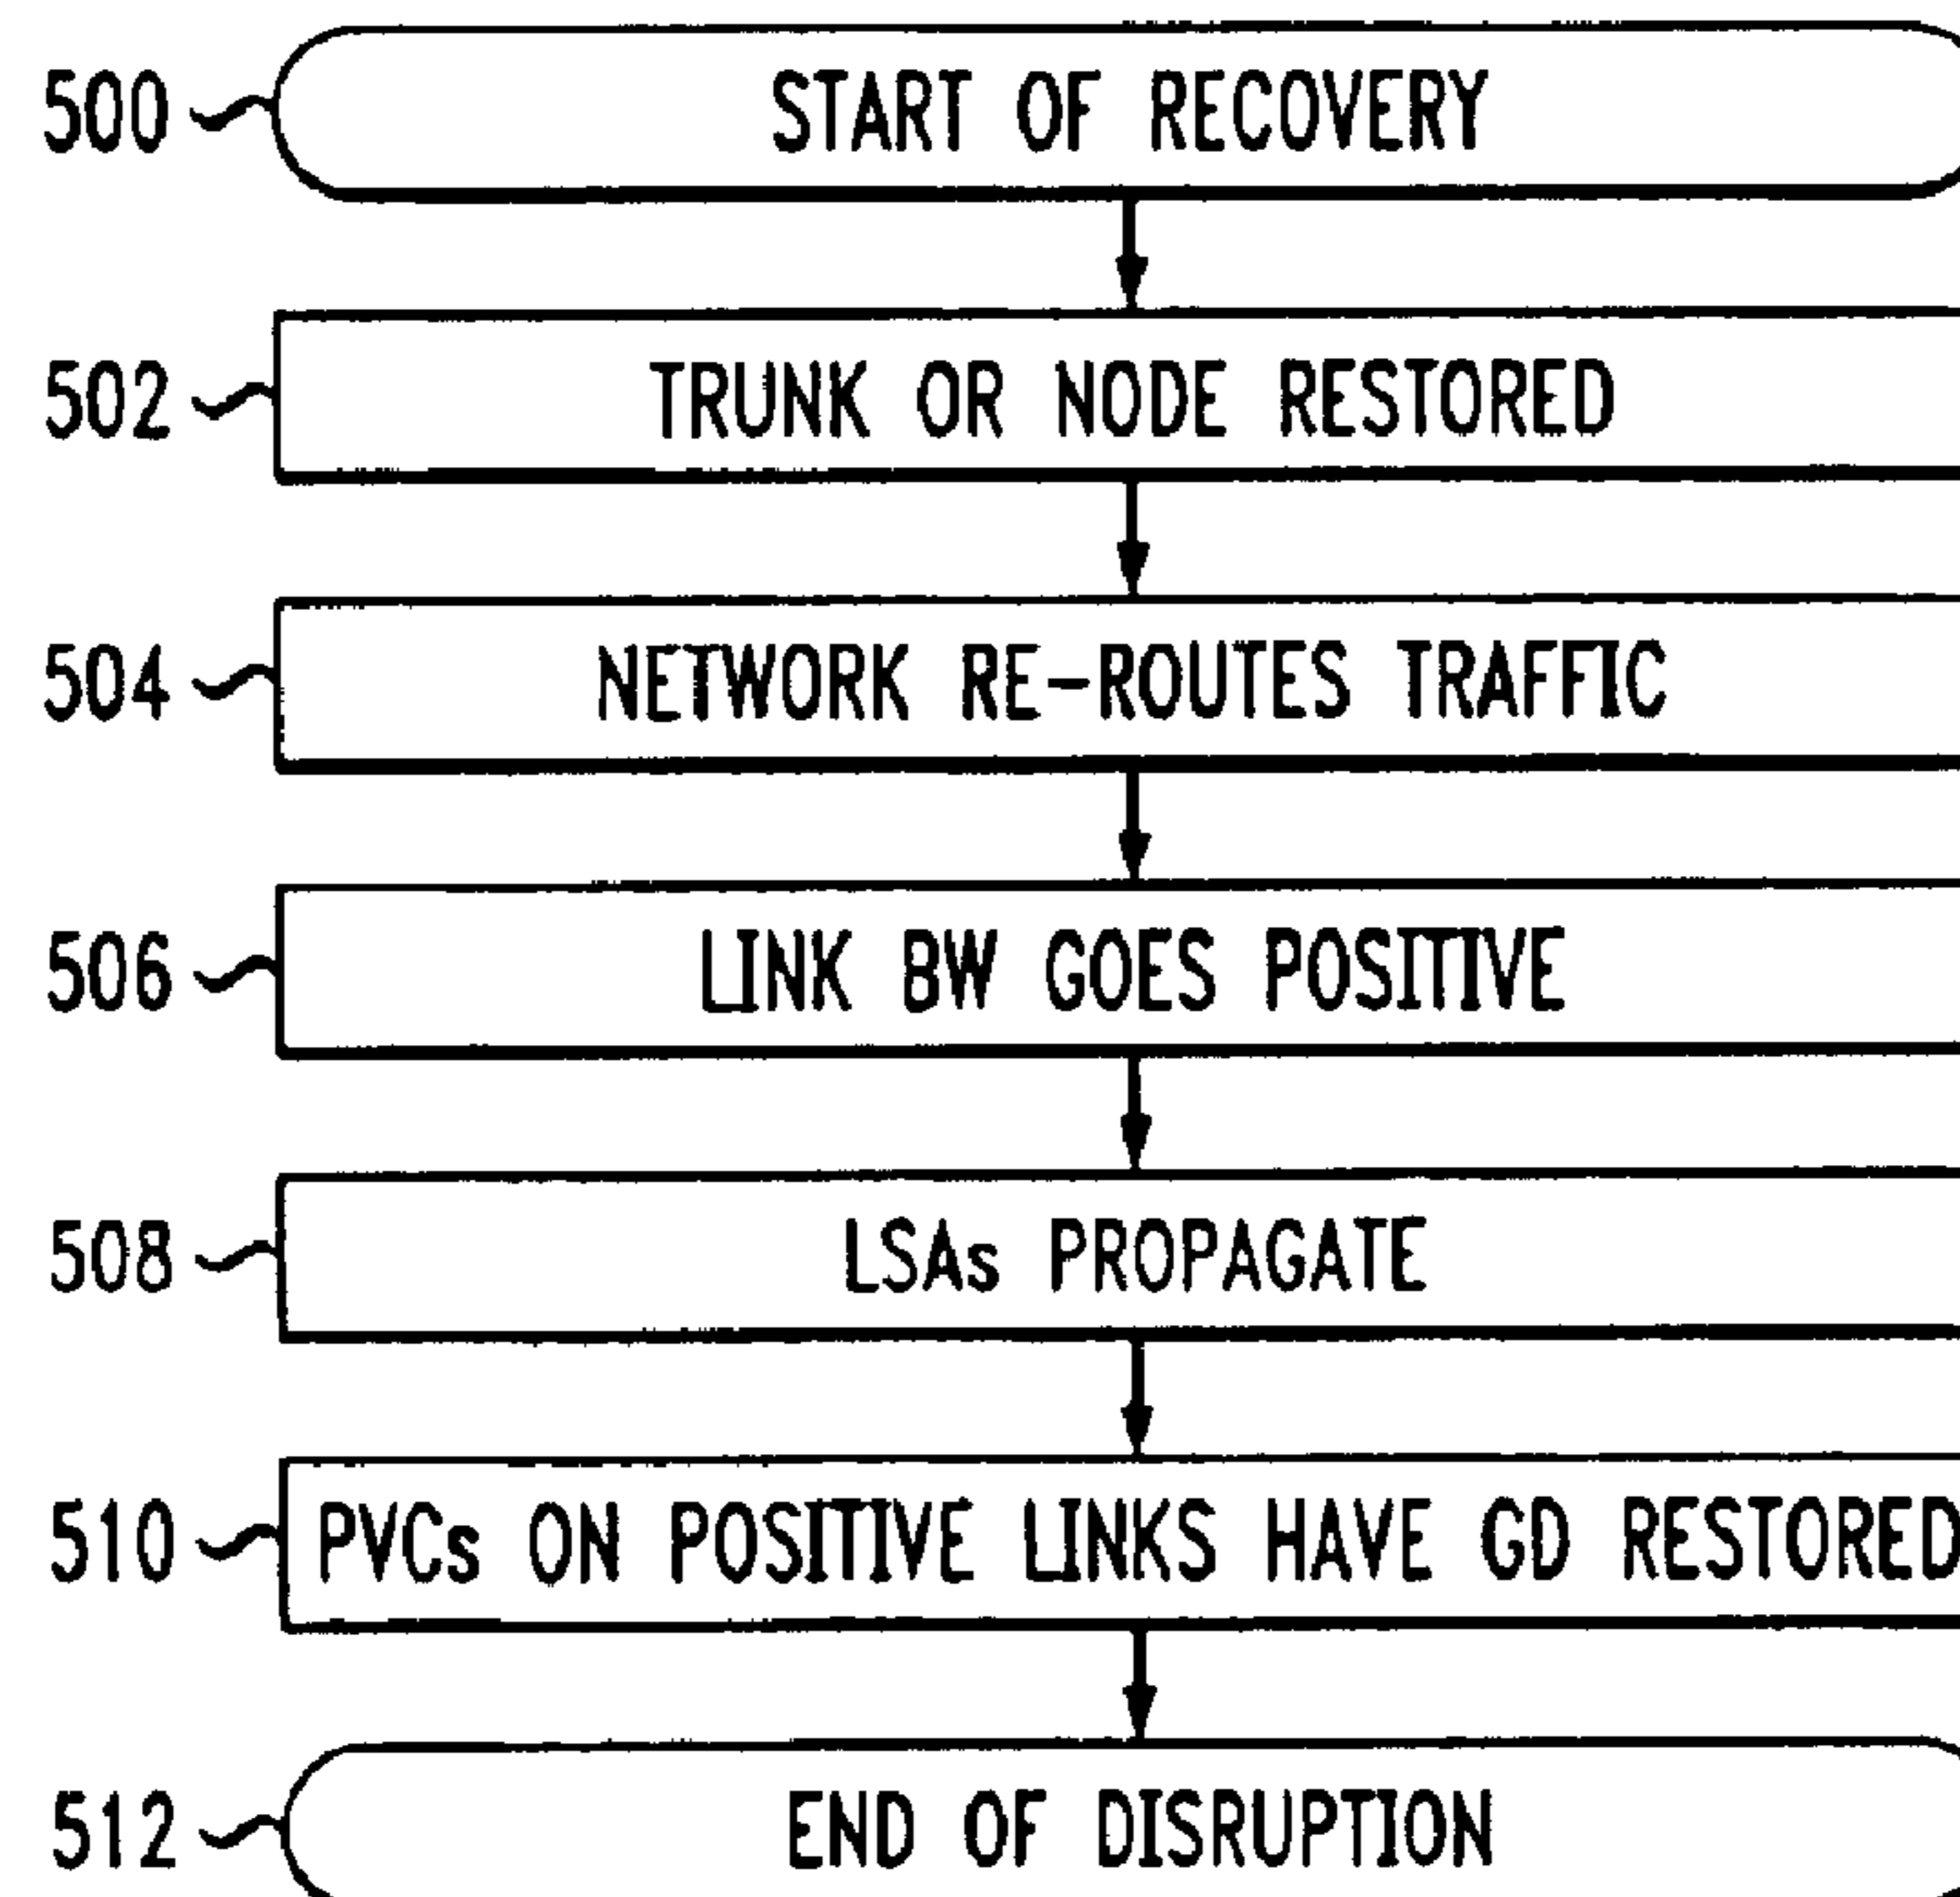 500 START OF RECOVERY
502 TRUNK OR NODE RESTORED
504 NETWORK RE-ROUTES TRAFFIC
506 LINK BW GOES POSITIVE
508 LSAs PROPAGATE
510 PVCs ON POSITIVE LINKS HAVE GD RESTORED
512 END OF DISRUPTION